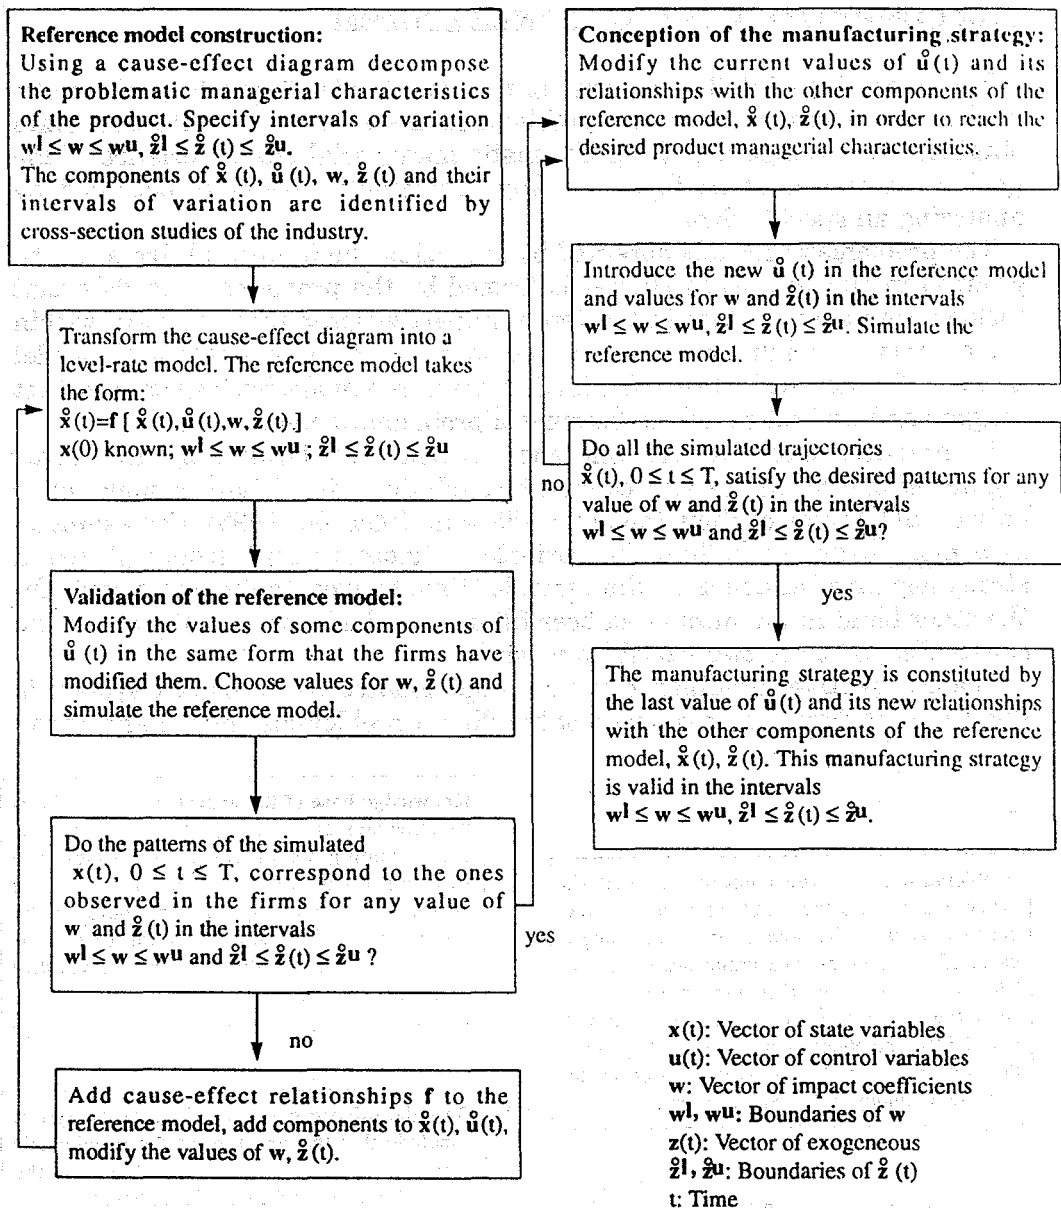 Reference model construction:
Using a cause-effect diagram decompose
the problematic managerial characteristics
of the product. Specify intervals of variation
wl ≤ w ≤ wu, z̊l ≤ z̊ (t) ≤ z̊u.
The components of x̊ (t), ů (t), w, z̊ (t) and their
intervals of variation are identified by
cross-section studies of the industry.
Transform the cause-effect diagram into a
level-rate model. The reference model takes
the form:
x̊(t)=f [ x̊(t),ů(t),w,z̊(t).]
x(0) known; wl ≤ w ≤ wu ; z̊l ≤ z̊(t) ≤ z̊u
Validation of the reference model:
Modify the values of some components of
ů (t) in the same form that the firms have
modified them. Choose values for w, z̊ (t) and
simulate the reference model.
Do the patterns of the simulated
x(t), 0 ≤ t ≤ T, correspond to the ones
observed in the firms for any value of
w and z̊ (t) in the intervals
wl ≤ w ≤ wu and z̊l ≤ z̊(t) ≤ z̊u ?
yes
no
Add cause-effect relationships f to the
reference model, add components to x̊(t), ů(t),
modify the values of w, z̊(t).
Conception of the manufacturing strategy:
Modify the current values of ů(t) and its
relationships with the other components of the
reference model, x̊ (t), z̊(t), in order to reach the
desired product managerial characteristics.
Introduce the new ů (t) in the reference model
and values for w and z̊(t) in the intervals
wl ≤ w ≤ wu, z̊l ≤ z̊(t) ≤ z̊u. Simulate the
reference model.
Do all the simulated trajectories
x̊(t), 0 ≤ t ≤ T, satisfy the desired patterns for any
value of w and z̊(t) in the intervals
wl ≤ w ≤ wu and z̊l ≤ z̊(t) ≤ z̊u?
no
yes
The manufacturing strategy is constituted by
the last value of ů(t) and its new relationships
with the other components of the reference
model, x̊(t), z̊(t). This manufacturing strategy
is valid in the intervals
wl ≤ w ≤ wu, z̊l ≤ z̊(t) ≤ z̊u.
x(t): Vector of state variables
u(t): Vector of control variables
w: Vector of impact coefficients
wl, wu: Boundaries of w
z(t): Vector of exogeneous
z̊l, z̊u: Boundaries of z̊ (t)
t: Time